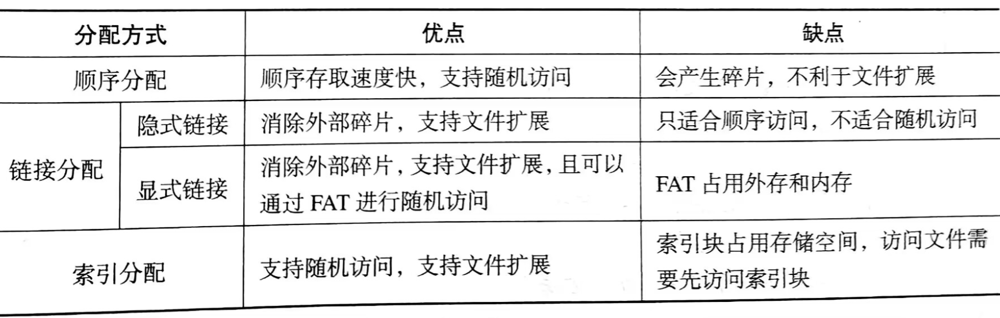 分配方式 优点 缺点
顺序分配 顺序存取速度快，支持随机访问 会产生碎片，不利于文件扩展
链接分配
隐式链接 消除外部碎片，支持文件扩展 只适合顺序访问，不适合随机访问
显式链接
消除外部碎片，支持文件扩展，且可以
通过 FAT 进行随机访问
FAT 占用外存和内存
索引分配 支持随机访问，支持文件扩展
索引块占用存储空间，访问文件需
要先访问索引块